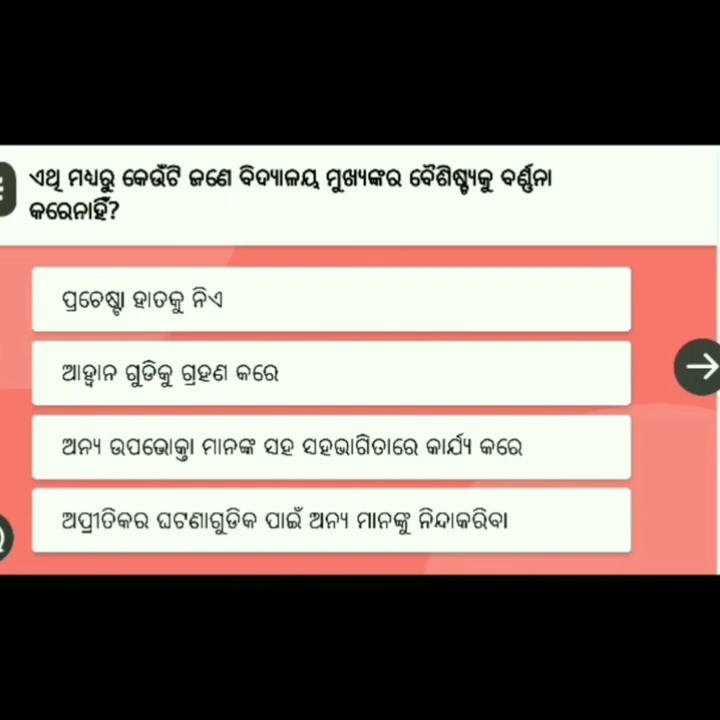 ଏଥି ମଧ୍ୟରୁ କେଉଁଟି ଜଣେ ବିଦ୍ୟାଳୟ ମୁଖ୍ୟଙ୍କର ବୈଶିଷ୍ଟ୍ୟକୁ ବର୍ଣ୍ଣନା
କରେନାହିଁ?
ପ୍ରଚେଷ୍ଟା ହାତକୁ ନିଏ
ଆହ୍ୱାନ ଗୁଡିକୁ ଗ୍ରହଣ କରେ
ଅନ୍ୟ ଉପଭୋକ୍ତା ମାନଙ୍କ ସହ ସହଭାଗିତାରେ କାର୍ଯ୍ୟ କରେ
ଅପ୍ରୀତିକର ଘଟଣାଗୁଡିକ ପାଇଁ ଅନ୍ୟ ମାନଙ୍କୁ ନିନ୍ଦାକରିବା